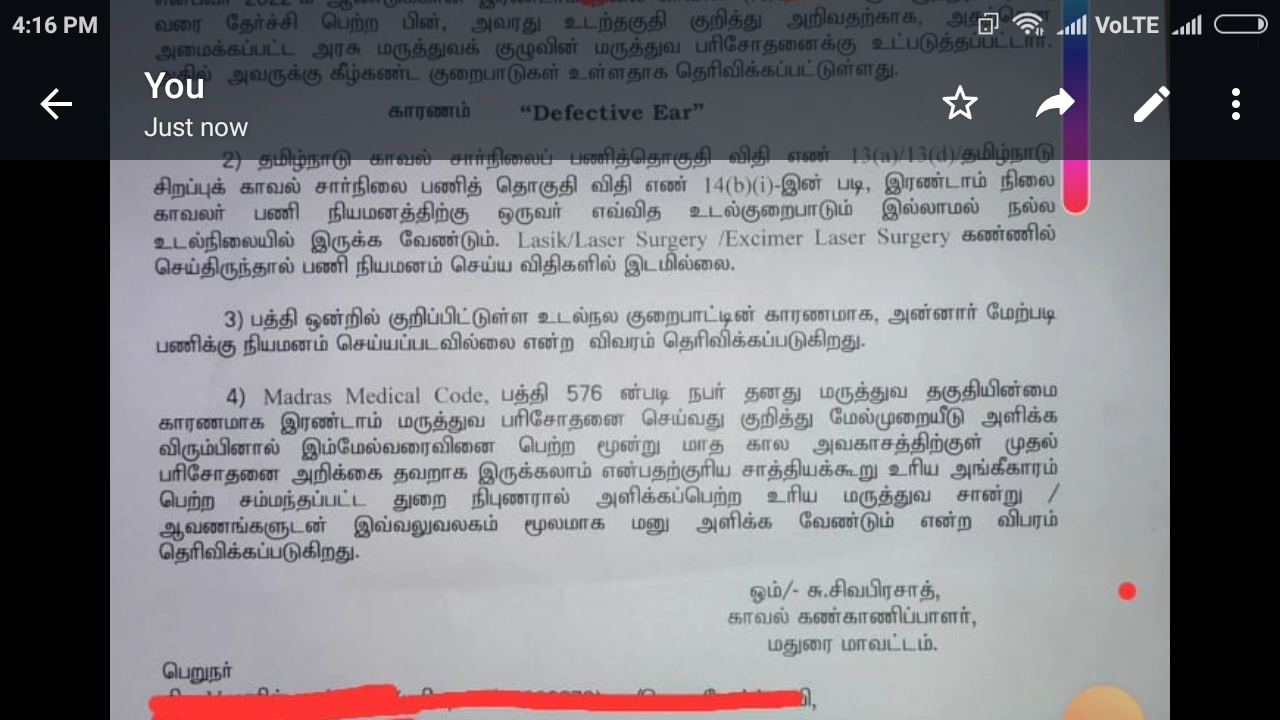 4:16 PM
VoLTE
வரை தேர்ச்சி பெற்ற பின், அவரது உடற்தகுதி குறித்து அறிவதற்காக,
அமைக்கப்பட்ட அரசு மருத்துவக் குழுவின் மருத்துவ பரிசோதனைக்கு உட்படுத்தப்பட்டார்.
You
அவருக்கு கீழ்கண்ட குறைபாடுகள் உள்ளதாக தெரிவிக்கப்பட்டுள்ளது.
Just now
காரணம் “Defective Ear”
2) தமிழ்நாடு காவல் சார்நிலைப் பணித்தொகுதி விதி எண் 13(a)/13(d)/தமிழ்நாடு
சிறப்புக் காவல் சார்நிலை பணித் தொகுதி விதி எண் 14(b)(i)-இன் படி, இரண்டாம் நிலை
காவலர் பணி நியமனத்திற்கு ஒருவர் எவ்வித உடல்குறைபாடும் இல்லாமல் நல்ல
உடல்நிலையில் இருக்க வேண்டும். Lasik/Laser Surgery /Excimer Laser Surgery கண்ணில்
செய்திருந்தால் பணி நியமனம் செய்ய விதிகளில் இடமில்லை.
3) பத்தி ஒன்றில் குறிப்பிட்டுள்ள உடல்நல குறைபாட்டின் காரணமாக, அன்னார் மேற்படி
பணிக்கு நியமனம் செய்யப்படவில்லை என்ற விவரம் தெரிவிக்கப்படுகிறது.
4) Madras Medical Code, பத்தி 576 ன்படி நபர் தனது மருத்துவ தகுதியின்மை
காரணமாக இரண்டாம் மருத்துவ பரிசோதனை செய்வது குறித்து மேல்முறையீடு அளிக்க
விரும்பினால் இம்மேல்வரைவினை பெற்ற மூன்று மாத கால அவகாசத்திற்குள் முதல்
பரிசோதனை அறிக்கை தவறாக இருக்கலாம் என்பதற்குரிய சாத்தியக்கூறு உரிய அங்கீகாரம்
பெற்ற சம்மந்தப்பட்ட துறை நிபுணரால் அளிக்கப்பெற்ற உரிய மருத்துவ சான்று /
ஆவணங்களுடன் இவ்வலுவலகம் மூலமாக மனு அளிக்க வேண்டும் என்ற விபரம்
தெரிவிக்கப்படுகிறது.
ஒம்/- சு.சிவபிரசாத்,
காவல் கண்காணிப்பாளர்,
மதுரை மாவட்டம்.
பெறுநர்